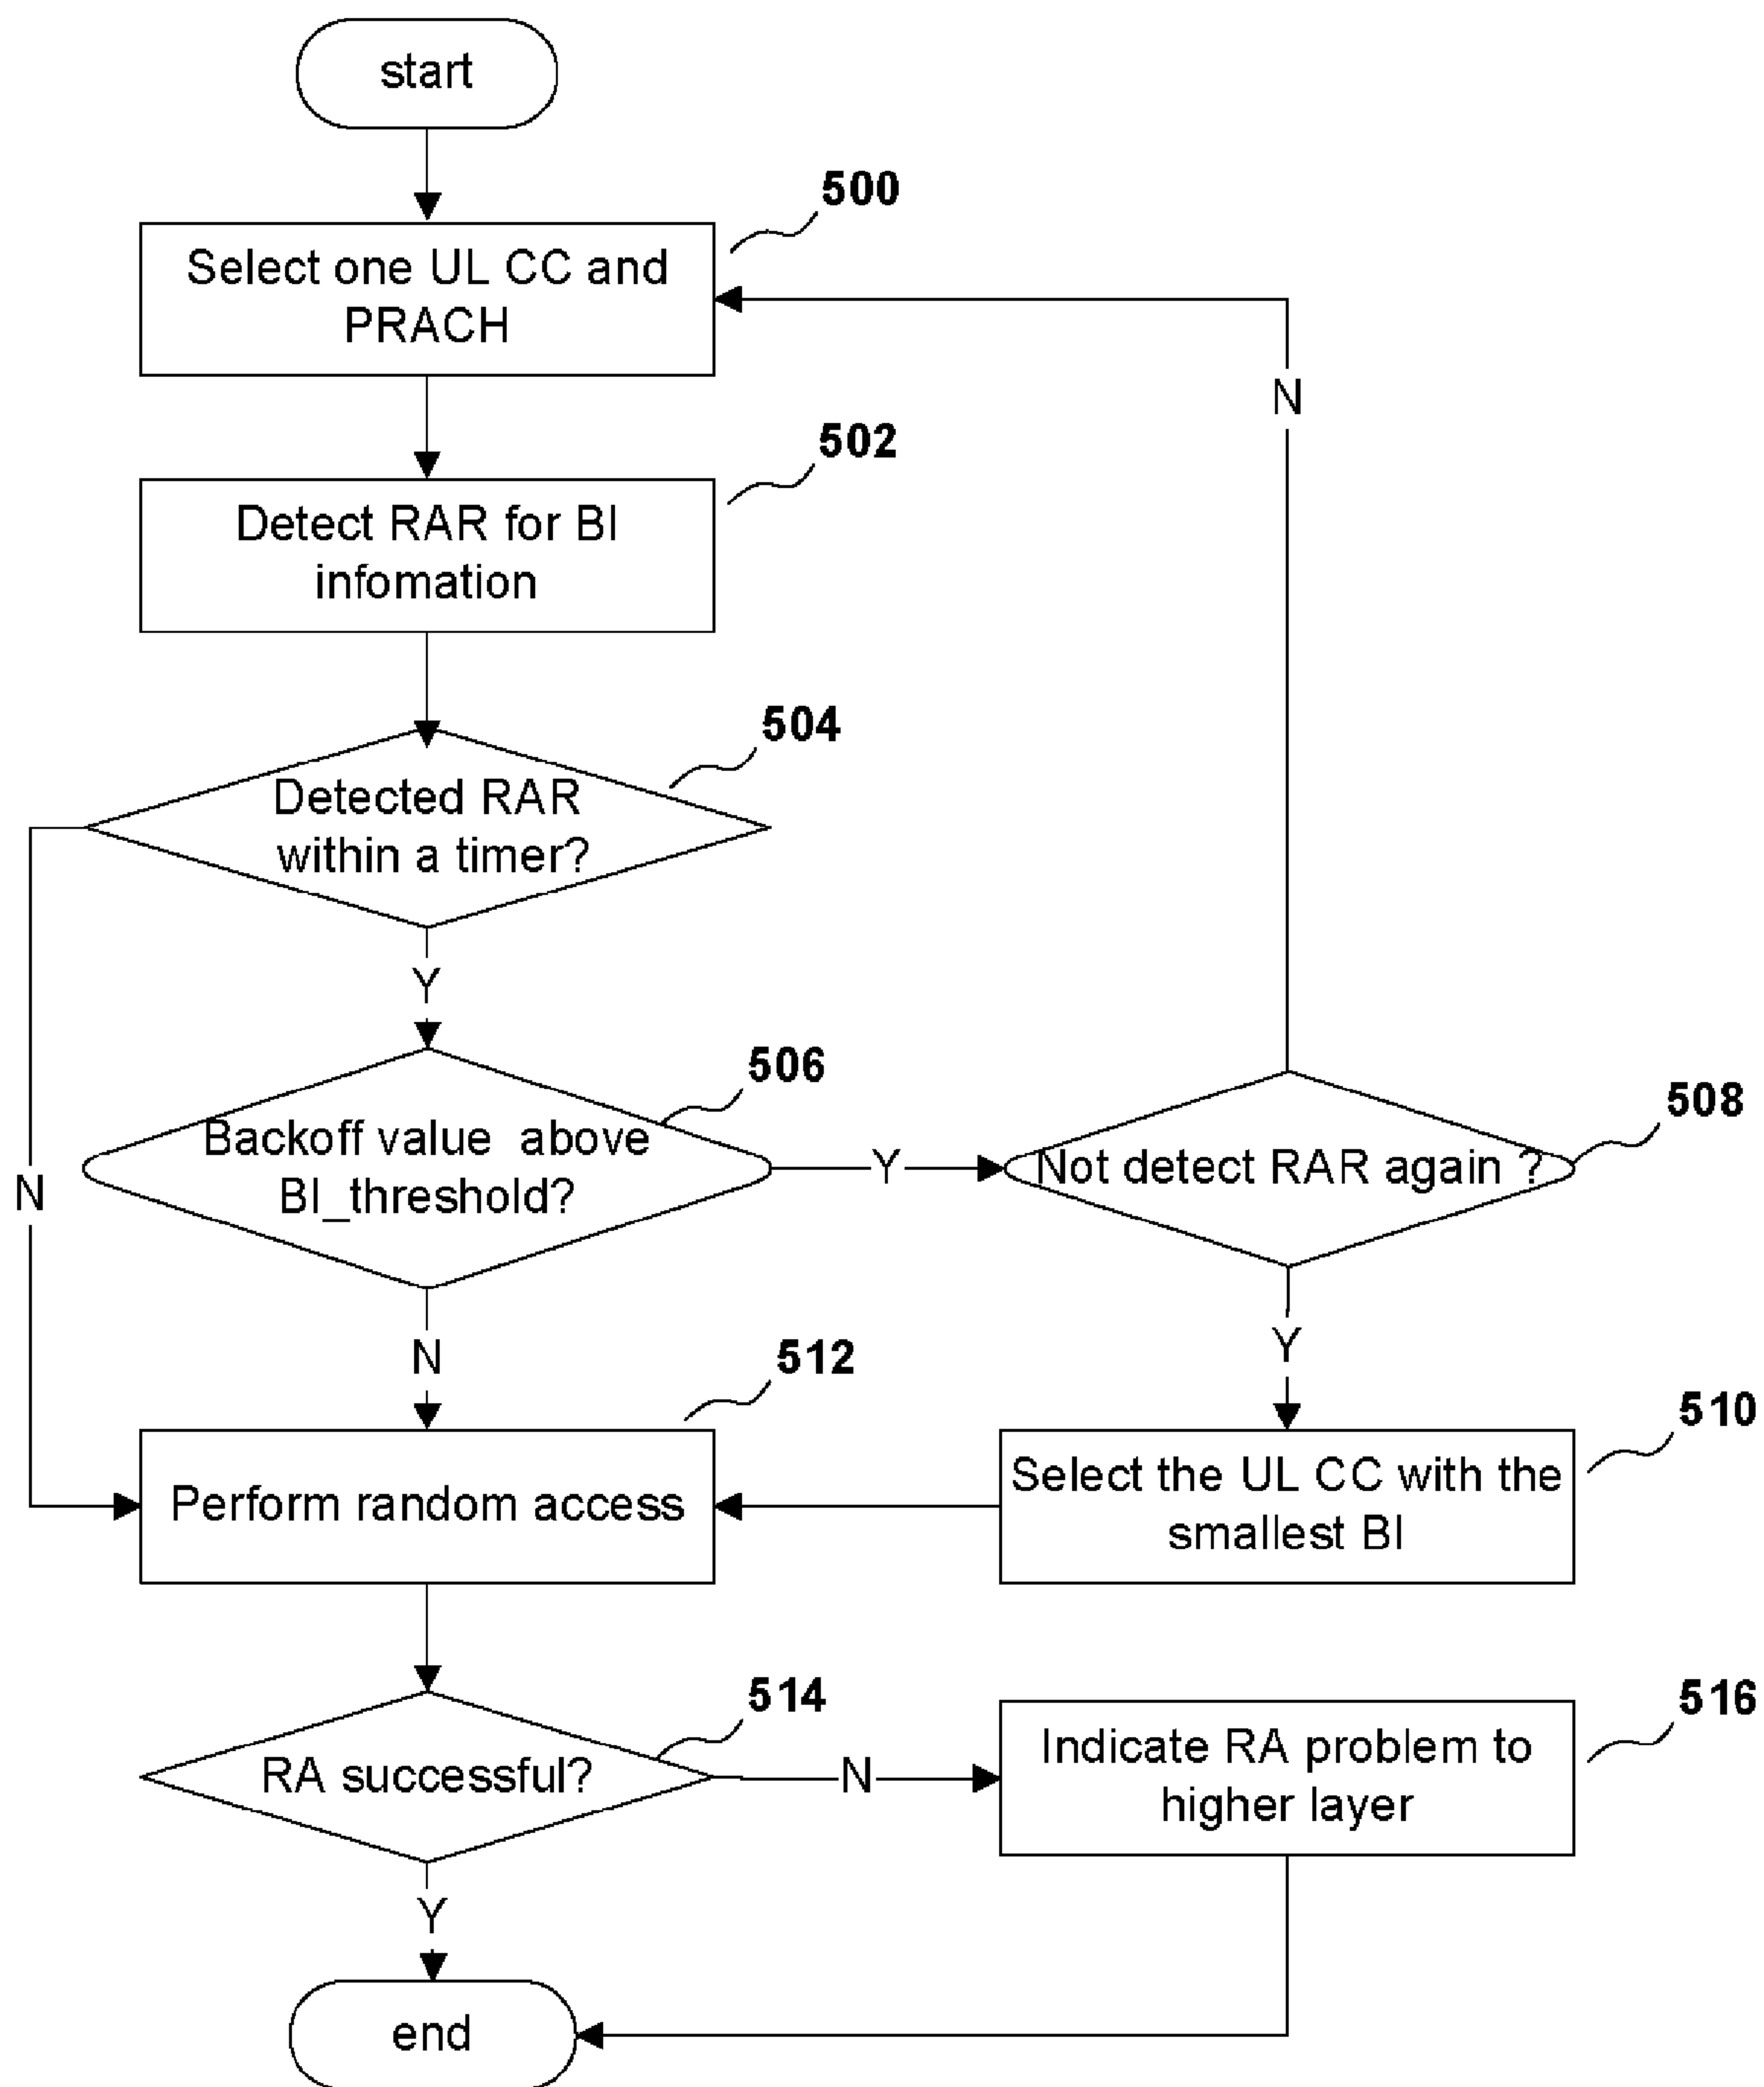 start
500
Select one UL CC and
PRACH
N
502
Detect RAR for BI
infomation
504
Detected RAR
within a timer?
Y
N
506
Backoff value above
BI_threshold?
Y
508
Not detect RAR again ?
N
Y
512
Perform random access
510
Select the UL CC with the
smallest BI
514
RA successful?
N
516
Indicate RA problem to
higher layer
Y
end